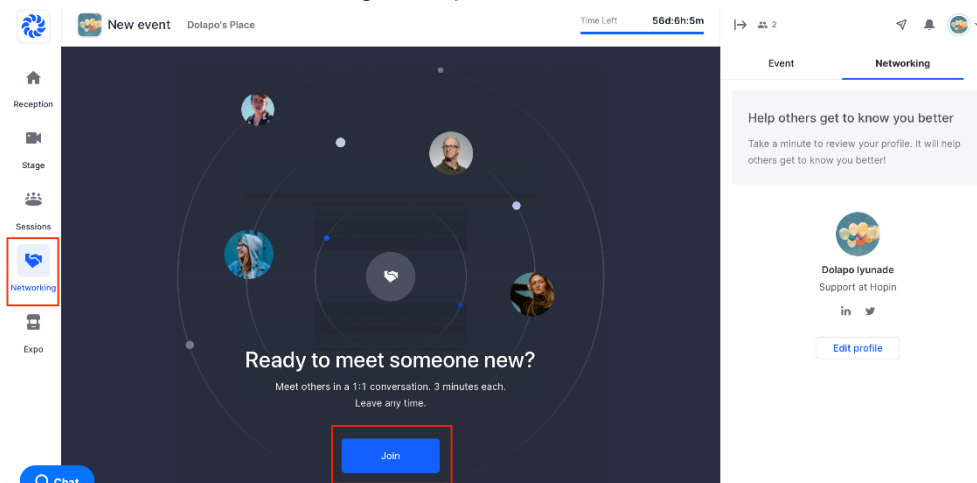 New event Dolapo's Place
Time Left 56d:6h:5m
2
Reception
Stage
Sessions
Networking
Expo
Ready to meet someone new?
Meet others in a 1:1 conversation. 3 minutes each.
Leave any time.
Join
Chat
Event Networking
Help others get to know you better
Take a minute to review your profile. It will help
others get to know you better!
Dolapo Iyunade
Support at Hopin
in
Edit profile